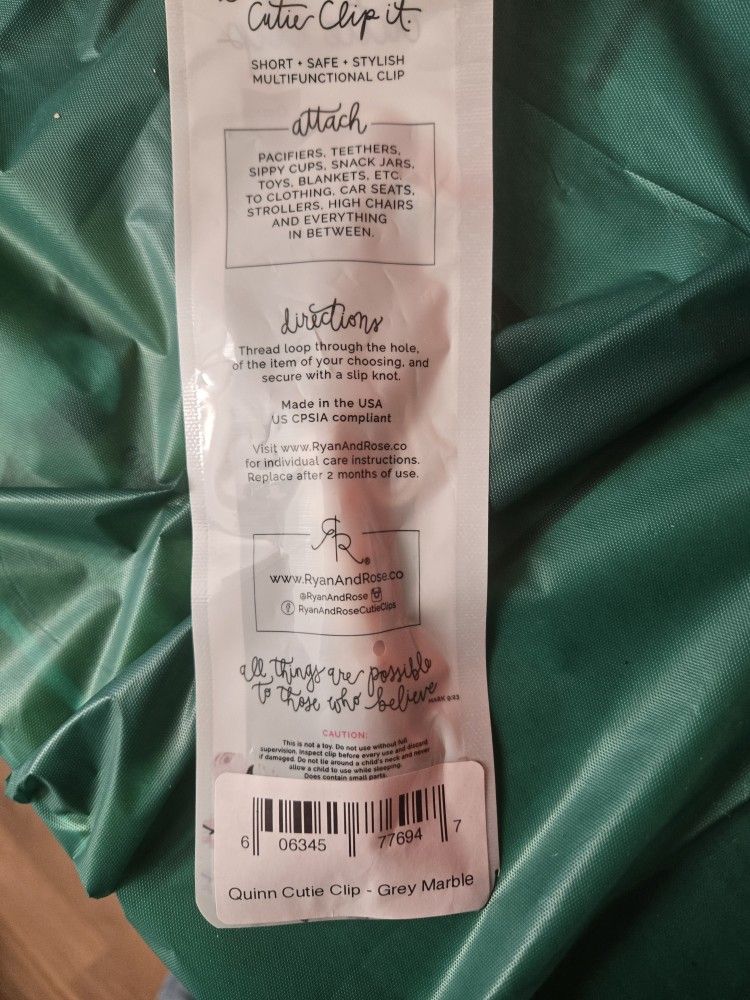 Cutie Clip it.
SHORT + SAFE + STYLISH
MULTIFUNCTIONAL CLIP
attach
PACIFIERS, TEETHERS,
SIPPY CUPS, SNACK JARS,
TOYS, BLANKETS, ETC.
TO CLOTHING, CAR SEATS,
STROLLERS, HIGH CHAIRS
AND EVERYTHING
IN BETWEEN.
directions
Thread loop through the hole,
of the item of your choosing, and
secure with a slip knot.
Made in the USA
US CPSIA compliant
Visit www.RyanAndRose.co
for individual care instructions.
Replace after 2 months of use.
R®
www.RyanAndRose.co
@RyanAndRose
RyanAndRoseCutieClips
all things are possible
to those who believe MARK 9:23
CAUTION:
This is not a toy. Do not use without full
supervision. Inspect clip before every use and discard
if damaged. Do not tie around a child's neck and never
allow a child to use while sleeping.
Does contain small parts.
6 06345 77694 7
Quinn Cutie Clip - Grey Marble